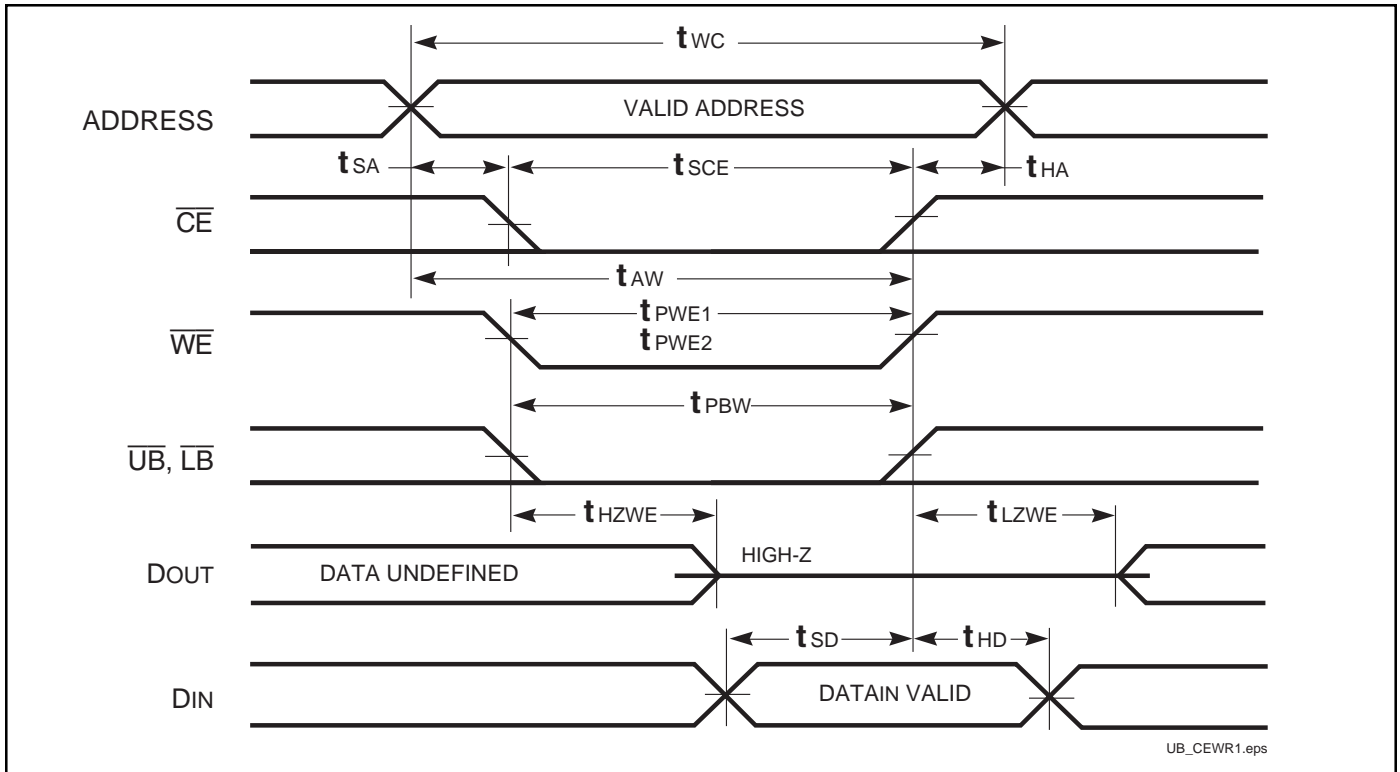 tWC
ADDRESS
VALID ADDRESS
tSA
tSCE
tHA
CE
tAW
tPWE1
WE
tPWE2
tPBW
UB, LB
tHZWE
tLZWE
DOUT
DATA UNDEFINED
HIGH-Z
tSD
tHD
DIN
DATAIN VALID
UB_CEWR1.eps